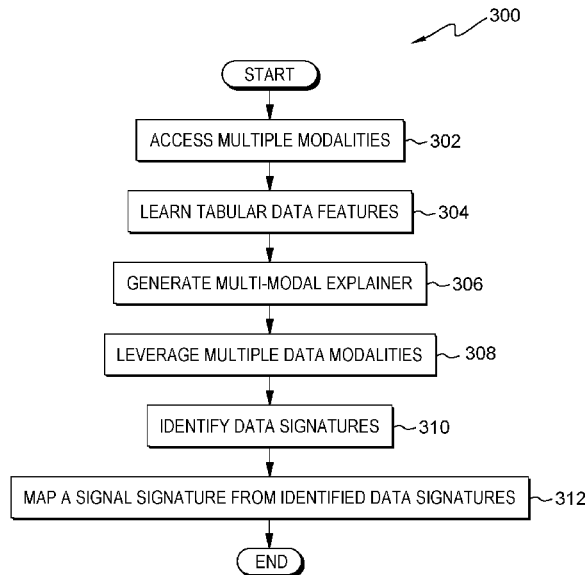 300
START
ACCESS MULTIPLE MODALITIES 302
LEARN TABULAR DATA FEATURES 304
GENERATE MULTI-MODAL EXPLAINER 306
LEVERAGE MULTIPLE DATA MODALITIES 308
IDENTIFY DATA SIGNATURES 310
MAP A SIGNAL SIGNATURE FROM IDENTIFIED DATA SIGNATURES 312
END